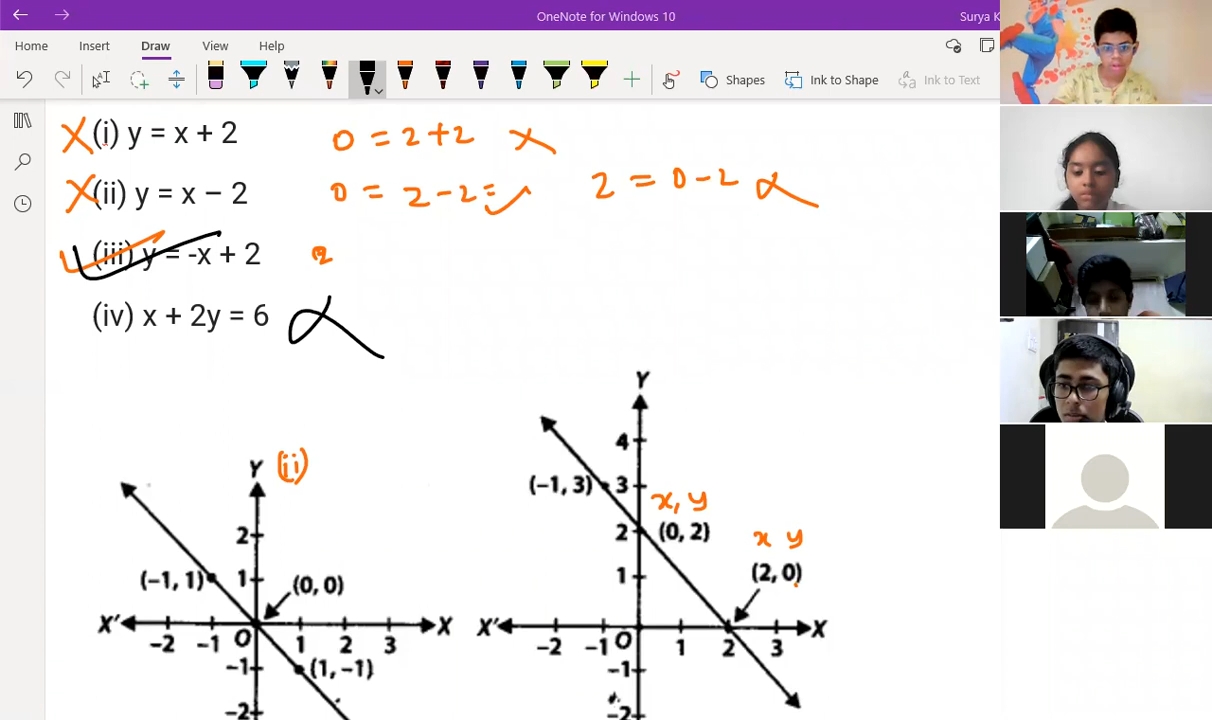 OneNote for Windows 10
Surya K
Home Insert Draw View Help
Shapes Ink to Shape Ink to Text
X (i) y = x + 2 0 = 2+2 X
X (ii) y = x − 2 0 = 2-2= ✓ 2 = 0-2 X
✓ (iii) y = -x + 2 2
(iv) x + 2y = 6 X
Y (ii)
2
(−1, 1) 1 (0, 0)
X' −2 −1 O 1 2 3 X
−1 (1, −1)
−2
Y
4
(−1, 3) 3
x, y
2 (0, 2)
x y
1 (2, 0)
X' −2 −1 O 1 2 3 X
−1
−2